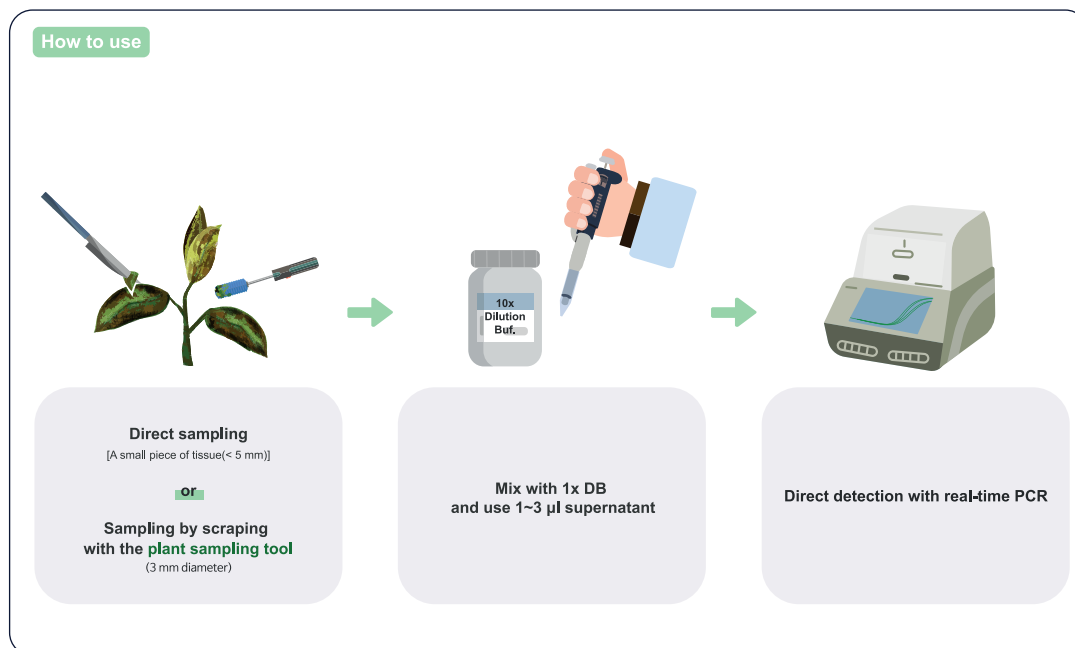 How to use
10x
Dilution
Buf.
Direct sampling
[A small piece of tissue(< 5 mm)]
or
Sampling by scraping
with the plant sampling tool
(3 mm diameter)
Mix with 1x DB
and use 1~3 µl supernatant
Direct detection with real-time PCR